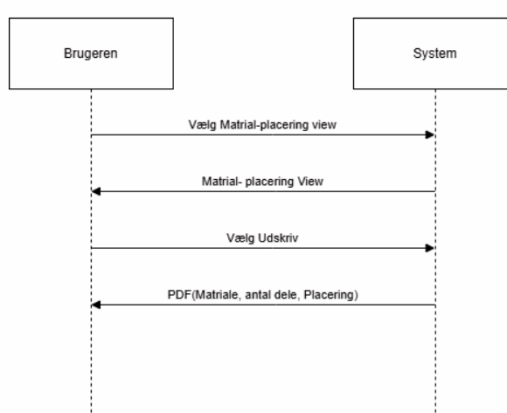 Brugeren
System
Vælg Matrial-placering view
Matrial- placering View
Vælg Udskriv
PDF(Matriale, antal dele, Placering)